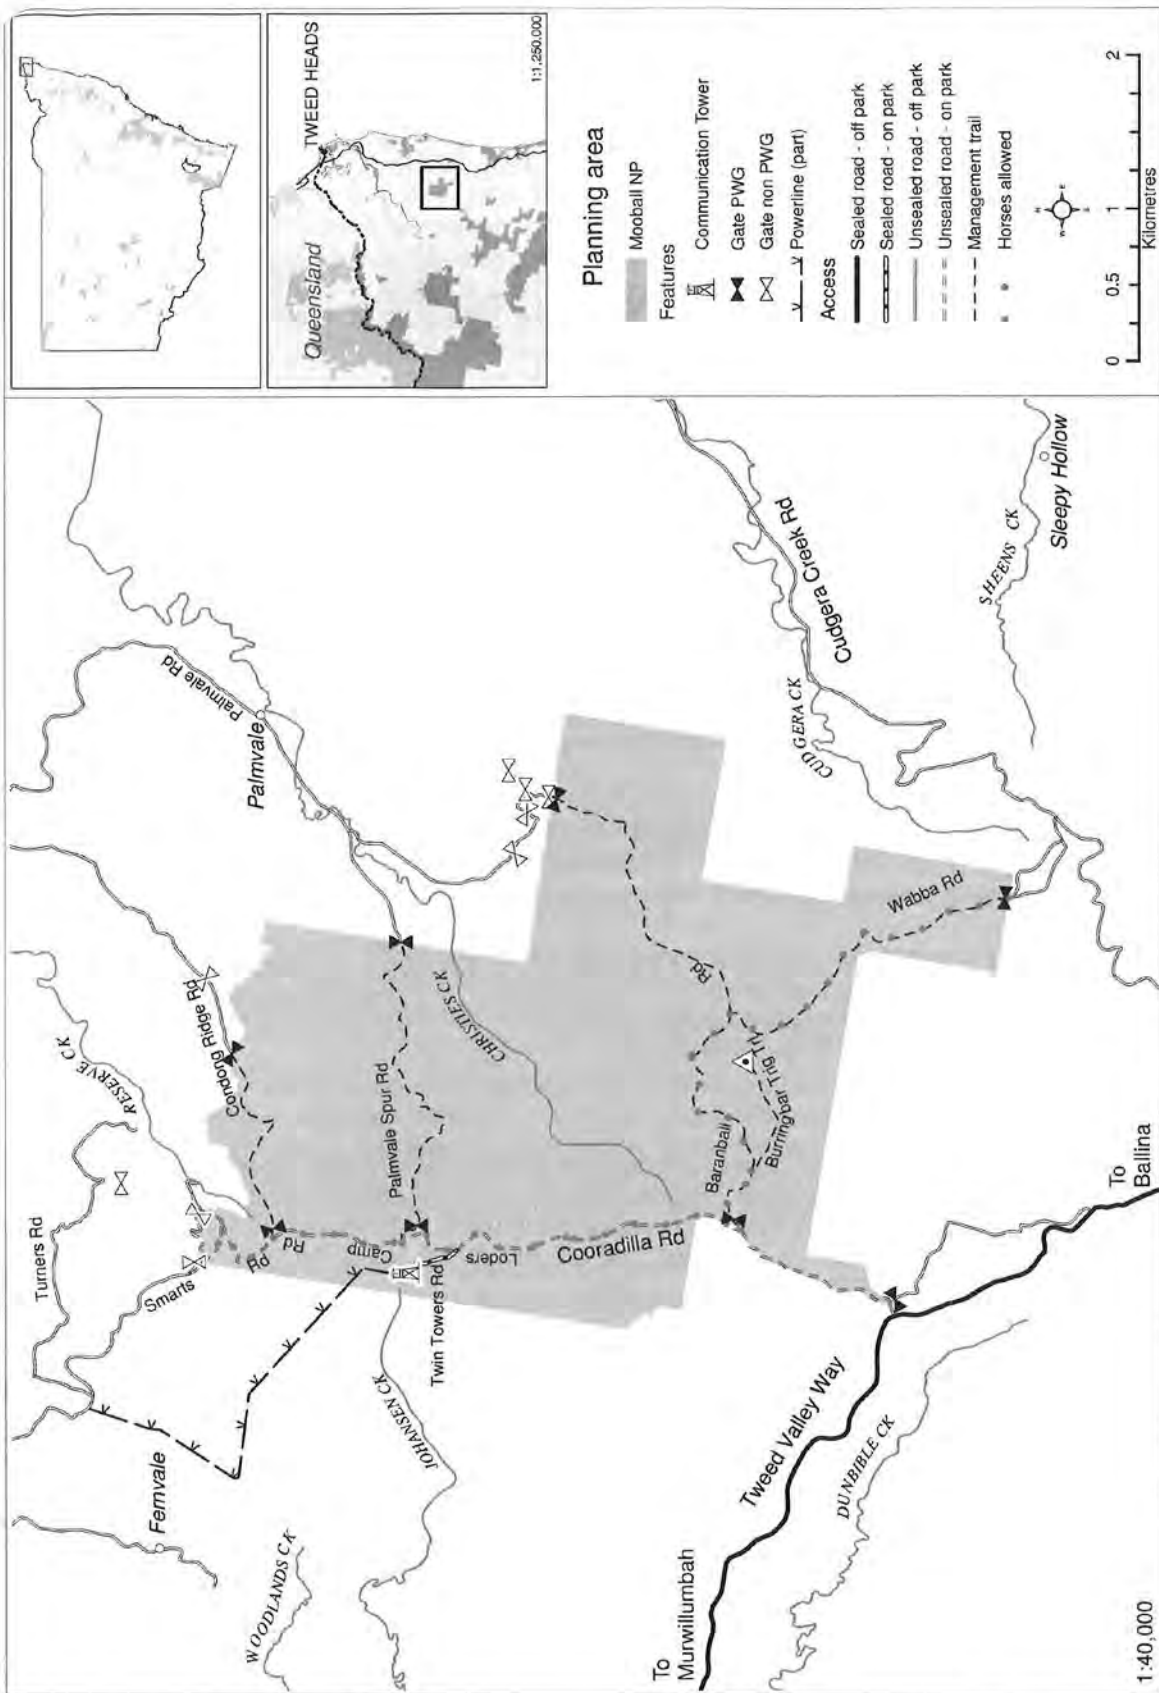 TWEED HEADS
Queensland
1:1,250,000
Planning area
Mooball NP
Features
Communication Tower
Gate PWG
Gate non PWG
Powerline (part)
Access
Sealed road - off park
Sealed road - on park
Unsealed road - off park
Unsealed road - on park
Management trail
Horses allowed
N
W
E
S
0
0.5
1
2
Kilometres
Turners Rd
RESERVE CK
Smarts
Rd
Condong Ridge Rd
Palmvale Rd
Palmvale
Fernvale
WOODLANDS CK
JOHANSEN CK
Twin Towers Rd
Rd
Camp
Loders
Palmvale Spur Rd
CHRISTIES CK
Cooradilla Rd
Baranbali
Rd
Burringbar Trig Trl
Wabba Rd
CUDGERA CK
Cudgera Creek Rd
SHEENS CK
Sleepy Hollow
To
Murwillumbah
Tweed Valley Way
DUNBIBLE CK
To
Ballina
1:40,000